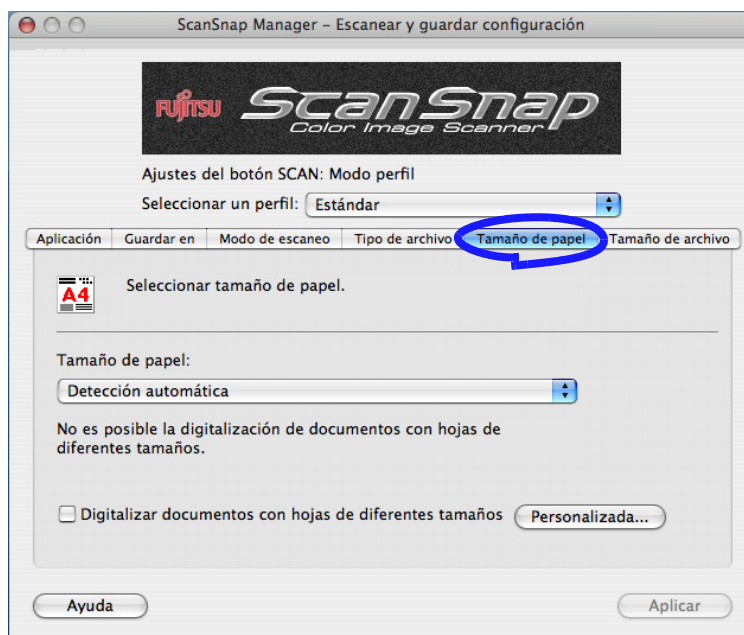 ScanSnap Manager – Escanear y guardar configuración
FUJITSU ScanSnap
Color Image Scanner
Ajustes del botón SCAN: Modo perfil
Seleccionar un perfil: Estándar
Aplicación Guardar en Modo de escaneo Tipo de archivo Tamaño de papel Tamaño de archivo
A4 Seleccionar tamaño de papel.
Tamaño de papel:
Detección automática
No es posible la digitalización de documentos con hojas de
diferentes tamaños.
Digitalizar documentos con hojas de diferentes tamaños Personalizada...
Ayuda Aplicar